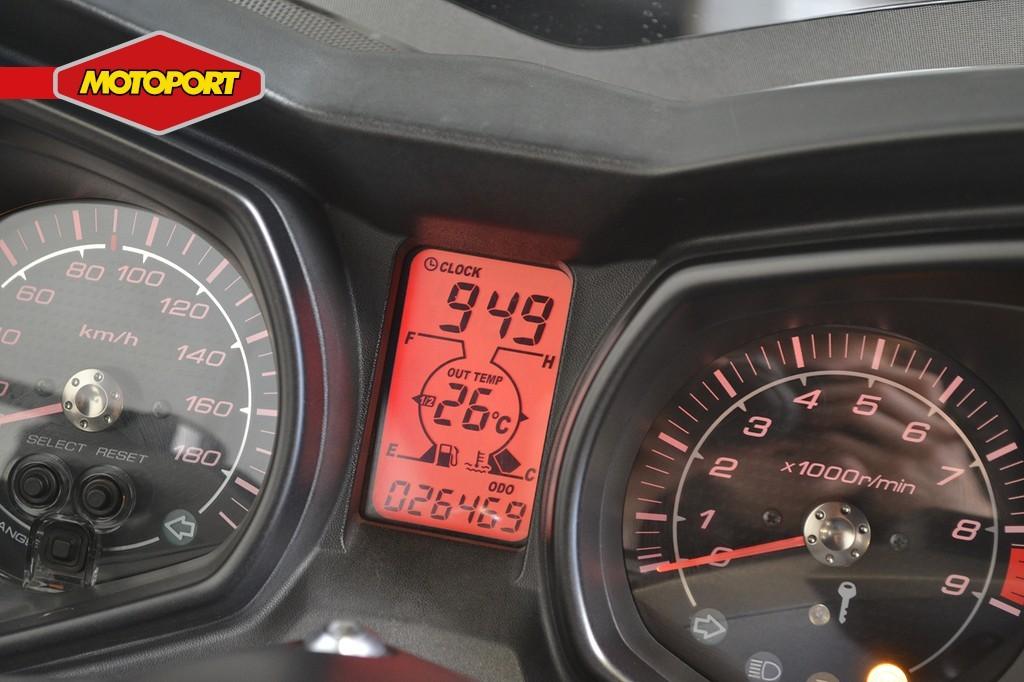 MOTOPORT
CLOCK
949
F H
OUT TEMP
1/2 26°C
E C
ODO
026469
60 80 100 120 140 160 180
km/h
SELECT RESET
0 1 2 3 4 5 6 7 8 9
x1000r/min